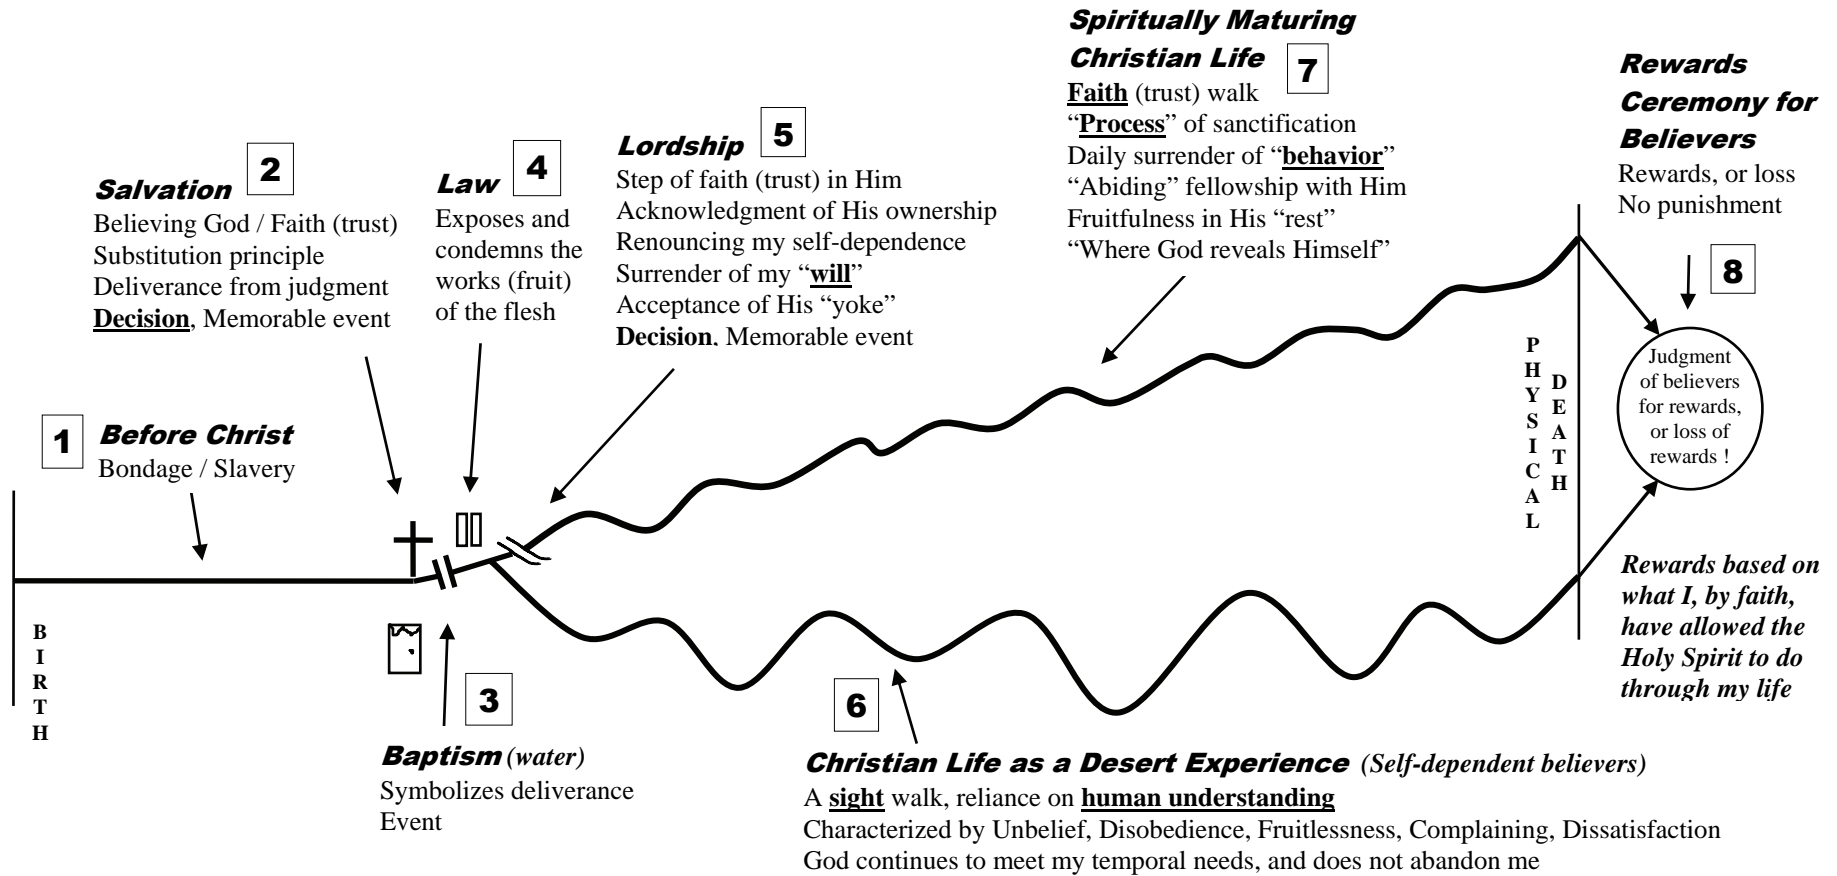 1
Before Christ
Bondage / Slavery
BIRTH
Salvation 2
Believing God / Faith (trust)
Substitution principle
Deliverance from judgment
Decision, Memorable event
3
Baptism (water)
Symbolizes deliverance
Event
Law 4
Exposes and
condemns the
works (fruit)
of the flesh
Lordship 5
Step of faith (trust) in Him
Acknowledgment of His ownership
Renouncing my self-dependence
Surrender of my “will”
Acceptance of His “yoke”
Decision, Memorable event
6
Christian Life as a Desert Experience (Self-dependent believers)
A sight walk, reliance on human understanding
Characterized by Unbelief, Disobedience, Fruitlessness, Complaining, Dissatisfaction
God continues to meet my temporal needs, and does not abandon me
Spiritually Maturing
Christian Life 7
Faith (trust) walk
“Process” of sanctification
Daily surrender of “behavior”
“Abiding” fellowship with Him
Fruitfulness in His “rest”
“Where God reveals Himself”
PHYSICAL
DEATH
Rewards
Ceremony for
Believers
Rewards, or loss
No punishment
8
Judgment
of believers
for rewards,
or loss of
rewards !
Rewards based on
what I, by faith,
have allowed the
Holy Spirit to do
through my life